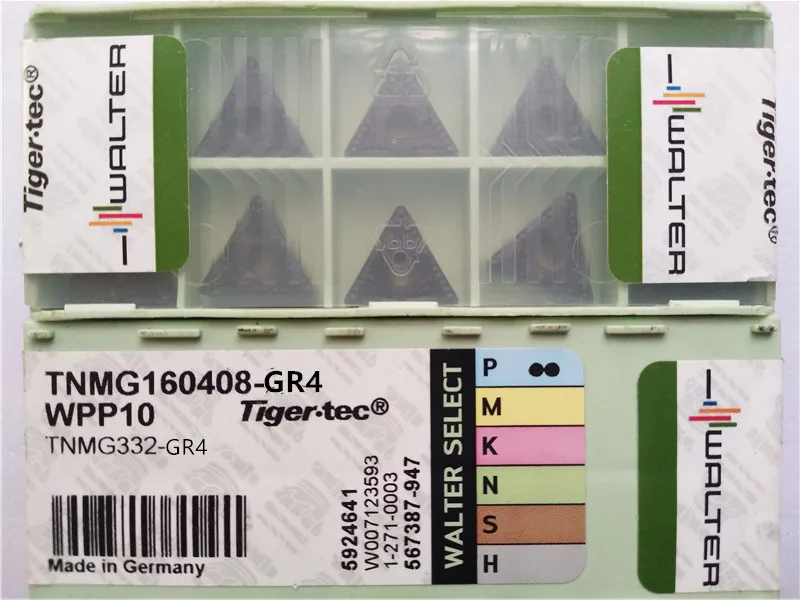 Tiger·tec®
WALTER
WALTER
Tiger·tec®
TNMG160408-GR4
WPP10 Tiger·tec®
TNMG332-GR4
Made in Germany
5924641
W007123593
1-271-0003
567387-947
WALTER SELECT
P
M
K
N
S
H
WALTER